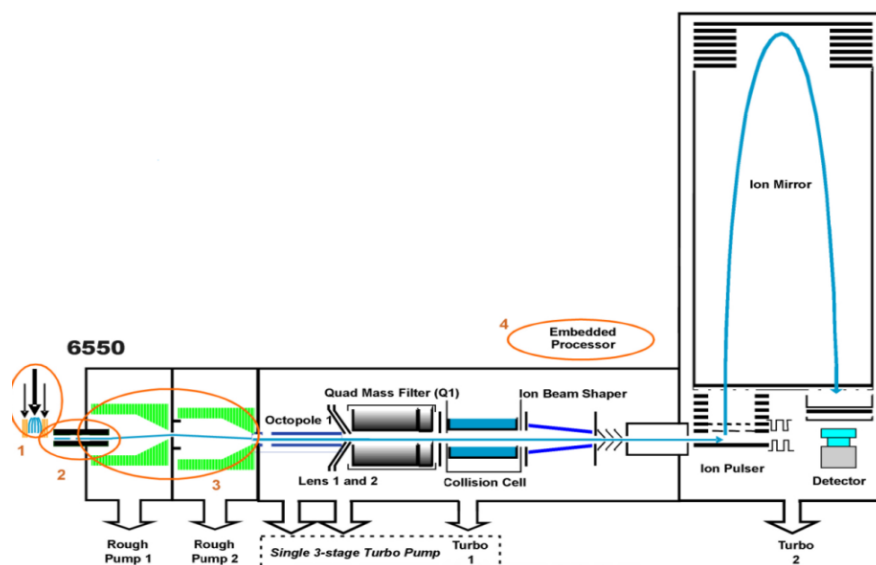 Ion Mirror
4
Embedded
Processor
6550
Quad Mass Filter (Q1)
Ion Beam Shaper
Octopole 1
1
2
3
Lens 1 and 2
Collision Cell
Ion Pulser
Detector
Rough
Pump 1
Rough
Pump 2
Single 3-stage Turbo Pump
Turbo
1
Turbo
2